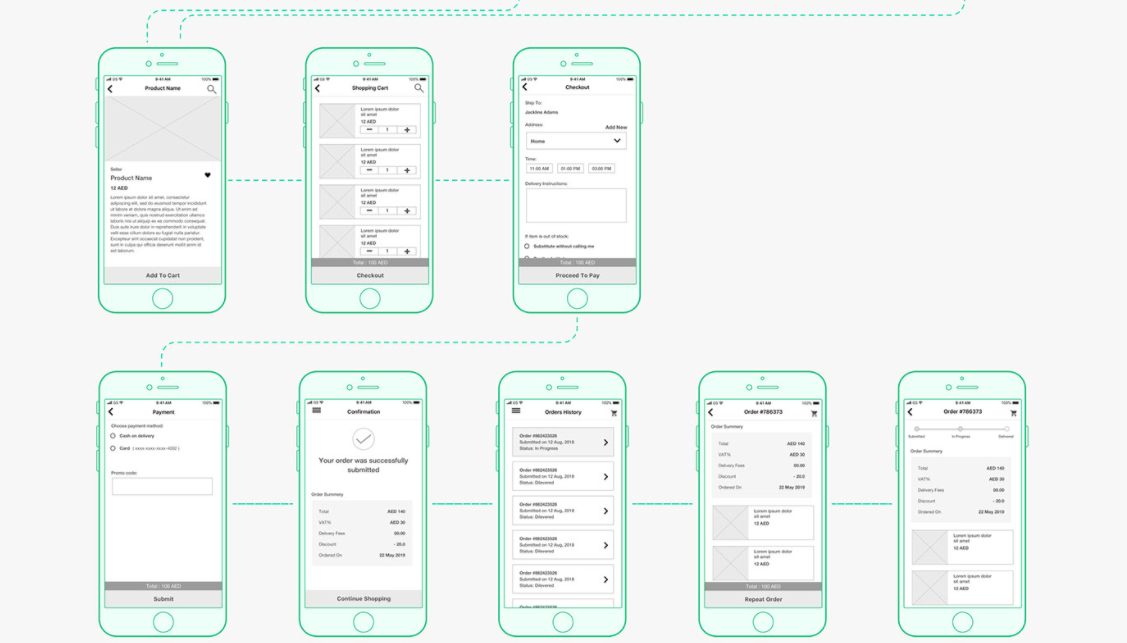 9:41 AM
100%
Product Name
Seller
Product Name
12 AED
Lorem ipsum dolor sit amet, consectetur
adipiscing elit, sed do eiusmod tempor incididunt
ut labore et dolore magna aliqua. Ut enim ad
minim veniam, quis nostrud exercitation ullamco
laboris nisi ut aliquip ex ea commodo consequat.
Duis aute irure dolor in reprehenderit in voluptate
velit esse cillum dolore eu fugiat nulla pariatur.
Excepteur sint occaecat cupidatat non proident,
sunt in culpa qui officia deserunt mollit anim id
est laborum.
Add To Cart
9:41 AM
100%
Shopping Cart
Lorem ipsum dolor
sit amet
12 AED
1
Lorem ipsum dolor
sit amet
12 AED
1
Lorem ipsum dolor
sit amet
12 AED
1
Lorem ipsum dolor
sit amet
12 AED
1
Total : 100 AED
Checkout
9:41 AM
100%
Checkout
Ship To:
Jackline Adams
Address:
Add New
Home
Time:
11:00 AM
01:00 PM
03:00 PM
Delivery Instructions:
If item is out of stock:
Substitute without calling me
Total : 100 AED
Proceed To Pay
9:41 AM
100%
Payment
Choose payment method:
Cash on delivery
Card
Promo code:
Total : 100 AED
Submit
9:41 AM
100%
Confirmation
Your order was successfully
submitted
Order Summary
Total AED 140
VAT% AED 30
Delivery Fees 00.00
Discount - 20.0
Ordered On 22 May 2019
Continue Shopping
9:41 AM
100%
Orders History
Submitted on 12 Aug, 2019
Status: In Progress
Submitted on 12 Aug, 2019
Status: Dilevered
Submitted on 12 Aug, 2019
Status: Dilevered
Submitted on 12 Aug, 2019
Status: Dilevered
Submitted on 12 Aug, 2019
Status: Dilevered
9:41 AM
100%
Order #786373
Order Summary
Total AED 140
VAT% AED 30
Delivery Fees 00.00
Discount - 20.0
Ordered On 22 May 2019
Lorem ipsum dolor
sit amet
12 AED
Lorem ipsum dolor
sit amet
12 AED
Total : 100 AED
Repeat Order
9:41 AM
100%
Order #786373
Submitted
In Progress
Delivered
Order Summary
Total AED 140
VAT% AED 30
Delivery Fees 00.00
Discount - 20.0
Ordered On 22 May 2019
Lorem ipsum dolor
sit amet
12 AED
Lorem ipsum dolor
sit amet
12 AED